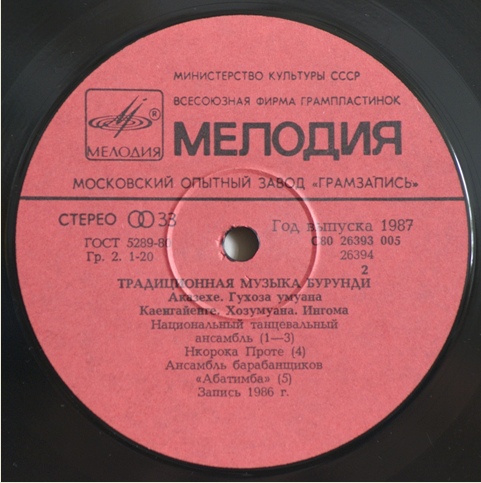 МИНИСТЕРСТВО КУЛЬТУРЫ СССР
ВСЕСОЮЗНАЯ ФИРМА ГРАМПЛАСТИНОК
® МЕЛОДИЯ
МЕЛОДИЯ
МОСКОВСКИЙ ОПЫТНЫЙ ЗАВОД «ГРАМЗАПИСЬ»
СТЕРЕО 33 Год выпуска 1987
ГОСТ 5289-80 С80 26393 005
Гр. 2. 1-20 26394
2
ТРАДИЦИОННАЯ МУЗЫКА БУРУНДИ
Аказехе. Гухоза умуана
Каенгайенге. Хозумуана. Ингома
Национальный танцевальный
ансамбль (1—3)
Нкорока Проте (4)
Ансамбль барабанщиков
«Абатимба» (5)
Запись 1986 г.